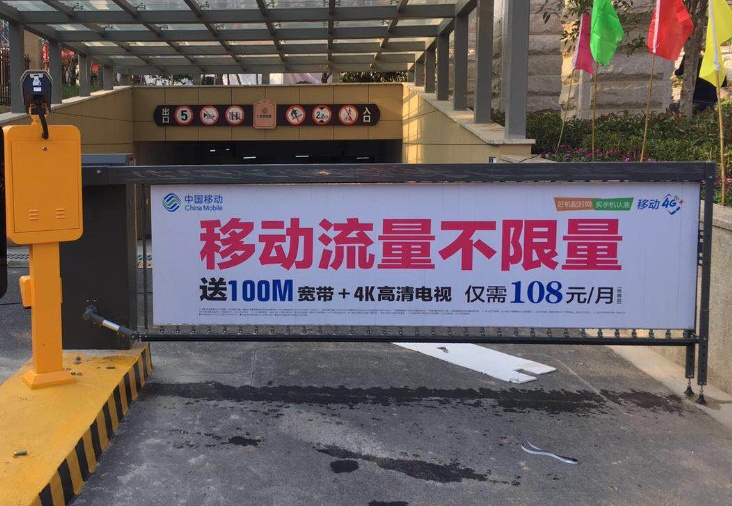 出 5 入
中国移动
China Mobile
好机配好网 买手机认准 移动4G+
移动流量不限量
送100M 宽带+4K高清电视 仅需108元/月